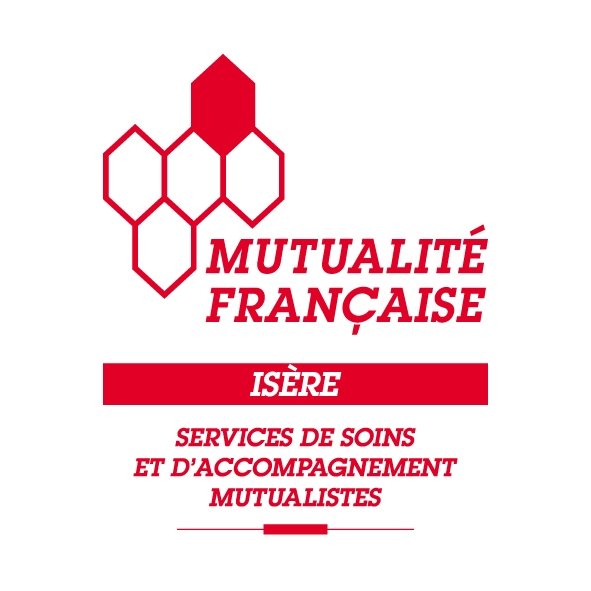 MUTUALITÉ
FRANÇAISE
ISÈRE
SERVICES DE SOINS
ET D'ACCOMPAGNEMENT
MUTUALISTES